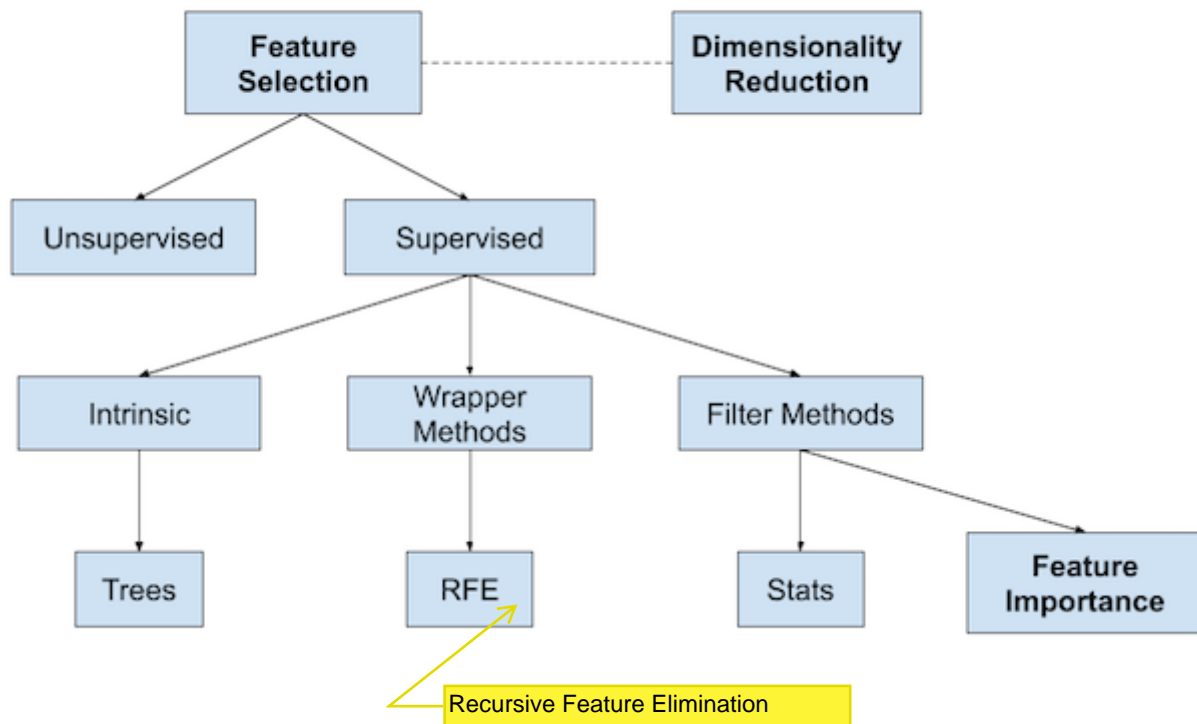 Feature
Selection
Dimensionality
Reduction
Unsupervised
Supervised
Intrinsic
Wrapper
Methods
Filter Methods
Trees
RFE
Stats
Feature
Importance
Recursive Feature Elimination